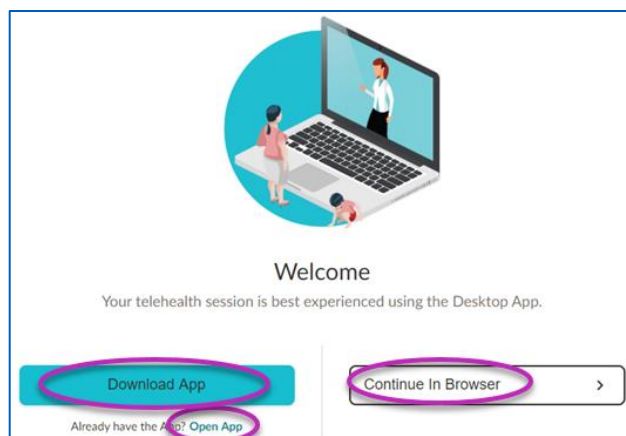 Welcome
Your telehealth session is best experienced using the Desktop App.
Download App
Already have the App? Open App
Continue In Browser